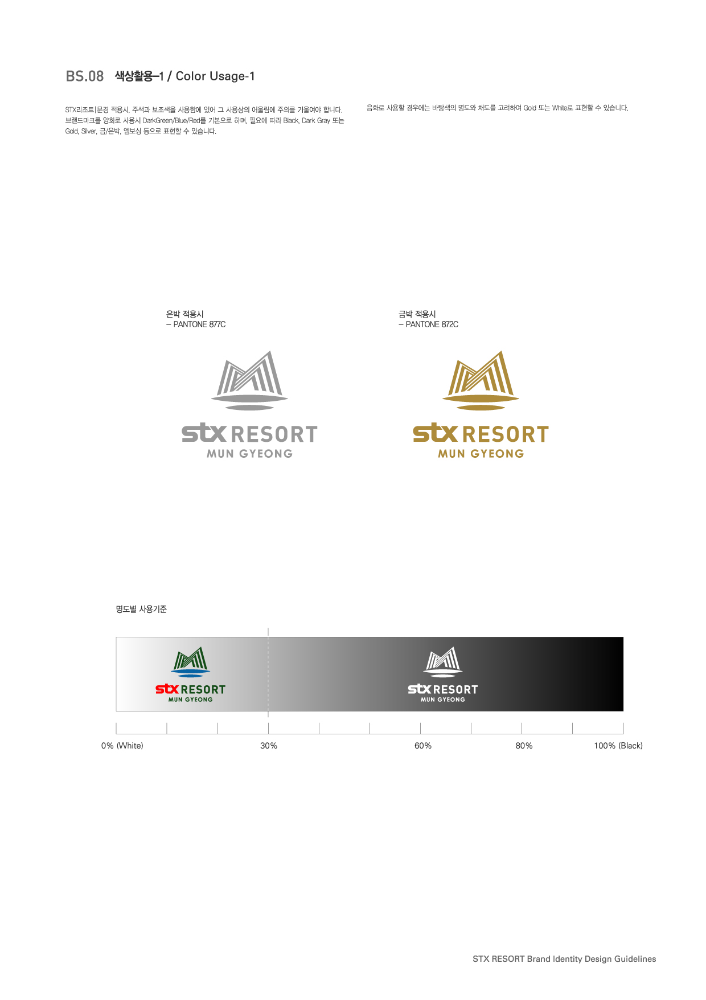 BS.08 색상활용–1 / Color Usage-1
STX리조트|문경 적용시, 주색과 보조색을 사용함에 있어 그 사용상의 어울림에 주의를 기울여야 합니다.
브랜드마크를 양화로 사용시 DarkGreen/Blue/Red를 기본으로 하며, 필요에 따라 Black, Dark Gray 또는
Gold, Silver, 금/은박, 엠보싱 등으로 표현할 수 있습니다.
음화로 사용할 경우에는 바탕색의 명도와 채도를 고려하여 Gold 또는 White로 표현할 수 있습니다.
은박 적용시
– PANTONE 877C
stx RESORT
MUN GYEONG
금박 적용시
– PANTONE 872C
stx RESORT
MUN GYEONG
명도별 사용기준
stx RESORT
MUN GYEONG
stx RESORT
MUN GYEONG
0% (White) 30% 60% 80% 100% (Black)
STX RESORT Brand Identity Design Guidelines